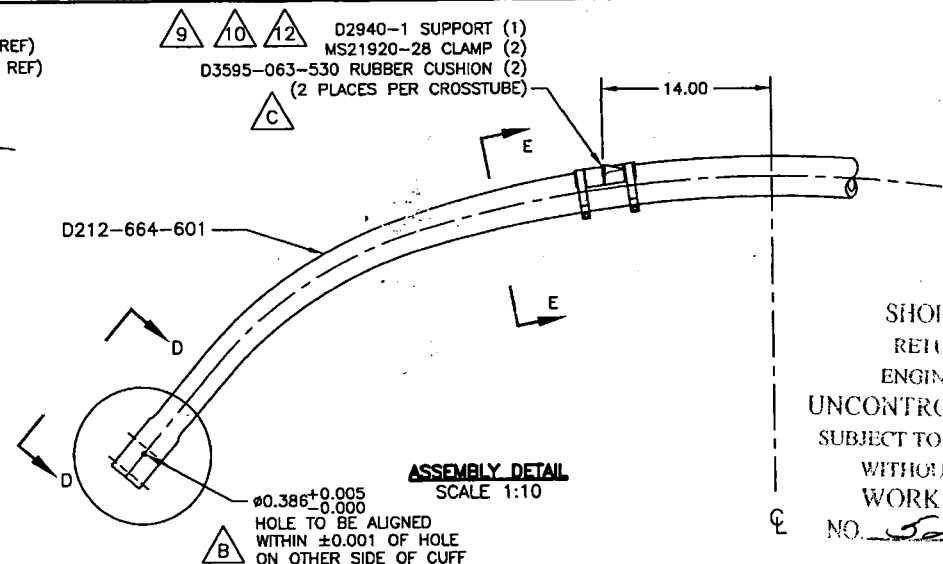 REF)
REF)
9 10 12
D2940-1 SUPPORT (1)
MS21920-28 CLAMP (2)
D3595-063-530 RUBBER CUSHION (2)
(2 PLACES PER CROSSTUBE)
C
14.00
E
D212-664-601
E
D
D
ASSEMBLY DETAIL
SCALE 1:10
ø0.386 +0.005
-0.000
HOLE TO BE ALIGNED
WITHIN ±0.001 OF HOLE
ON OTHER SIDE OF CUFF
B
℄
RETU
ENGIN
UNCONTRO
SUBJECT TO
WITHOU
WORK
NO.